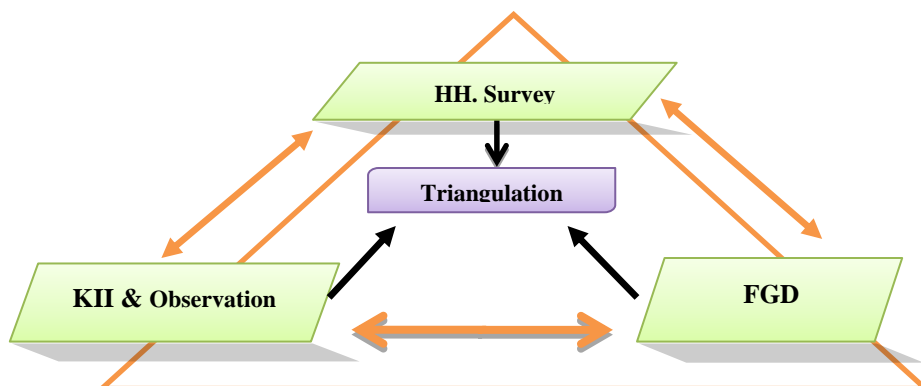 HH. Survey
Triangulation
KII & Observation
FGD